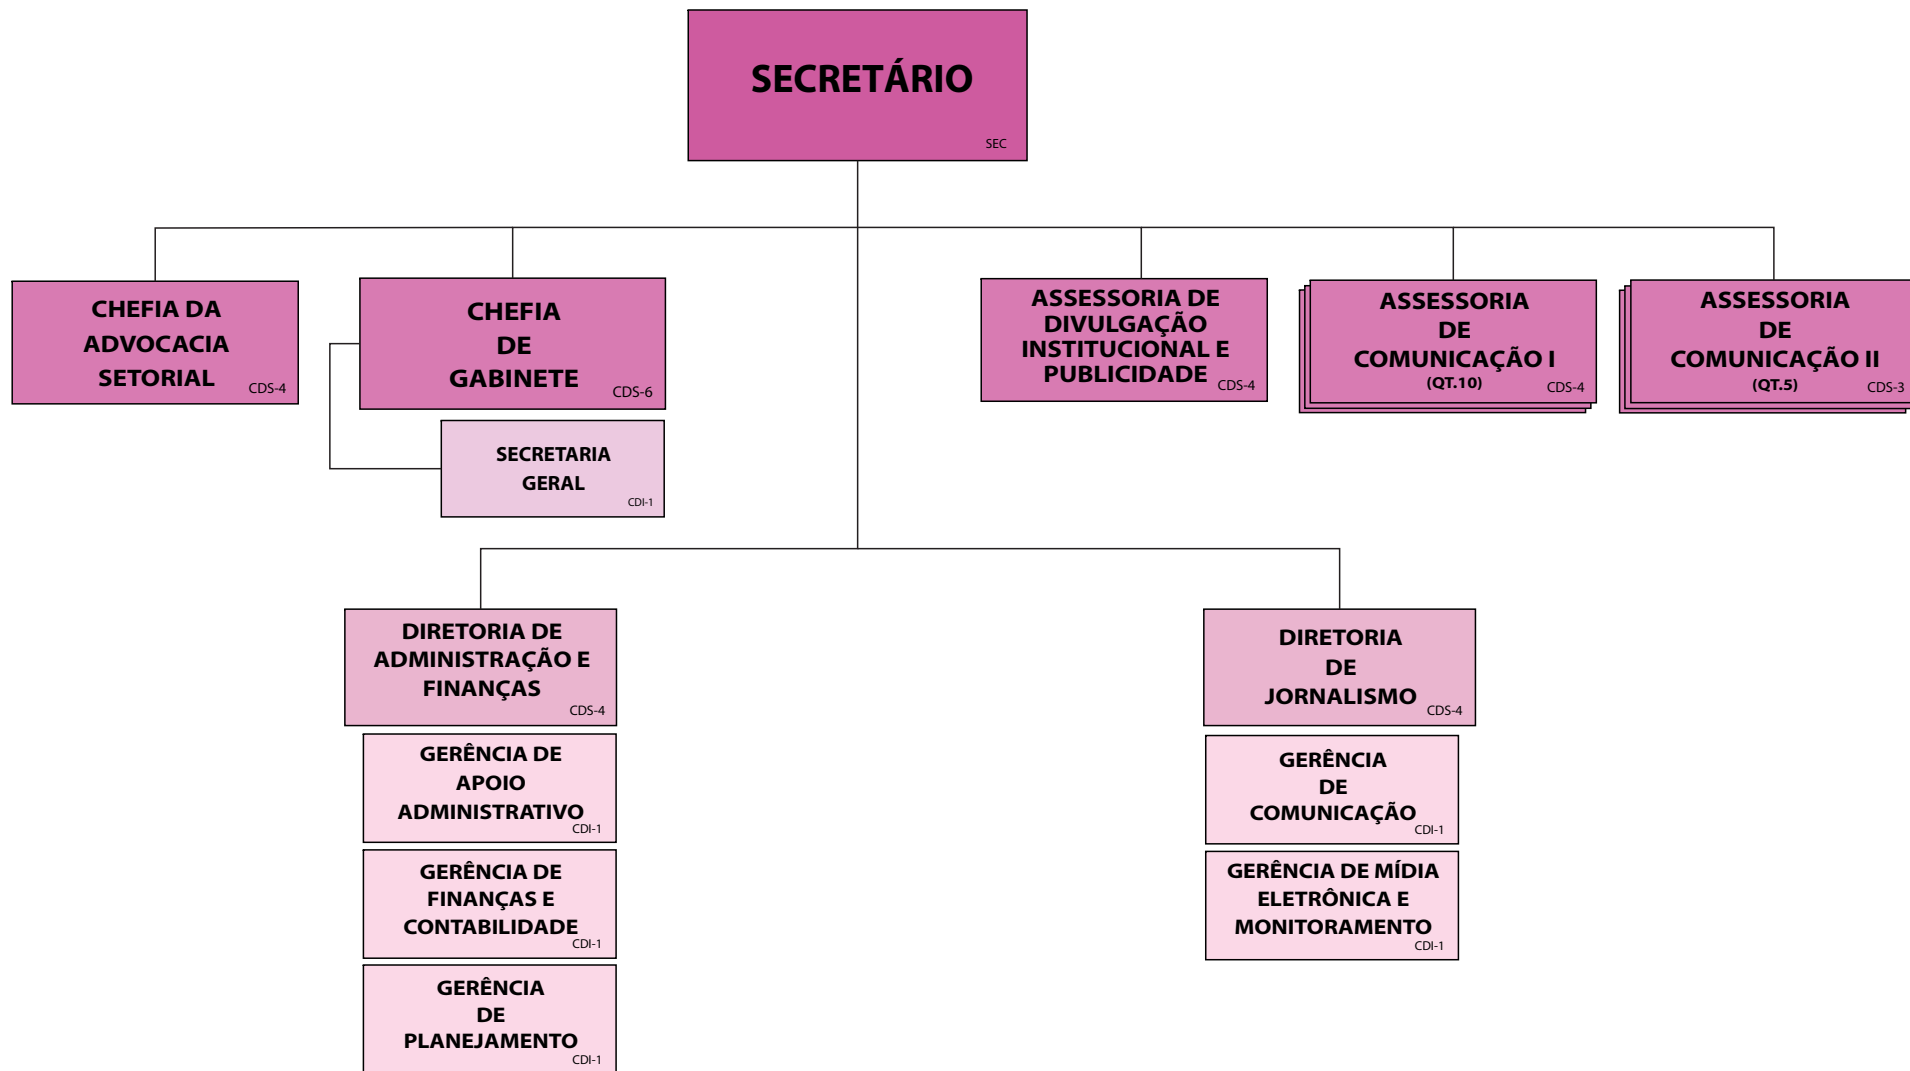 SECRETÁRIO
SEC
CHEFIA DA
ADVOCACIA
SETORIAL
CDS-4
CHEFIA
DE
GABINETE
CDS-6
SECRETARIA
GERAL
CDI-1
ASSESSORIA DE
DIVULGAÇÃO
INSTITUCIONAL E
PUBLICIDADE
CDS-4
ASSESSORIA
DE
COMUNICAÇÃO I
(QT.10)
CDS-4
ASSESSORIA
DE
COMUNICAÇÃO II
(QT.5)
CDS-3
DIRETORIA DE
ADMINISTRAÇÃO E
FINANÇAS
CDS-4
GERÊNCIA DE
APOIO
ADMINISTRATIVO
CDI-1
GERÊNCIA DE
FINANÇAS E
CONTABILIDADE
CDI-1
GERÊNCIA
DE
PLANEJAMENTO
CDI-1
DIRETORIA
DE
JORNALISMO
CDS-4
GERÊNCIA
DE
COMUNICAÇÃO
CDI-1
GERÊNCIA DE MÍDIA
ELETRÔNICA E
MONITORAMENTO
CDI-1